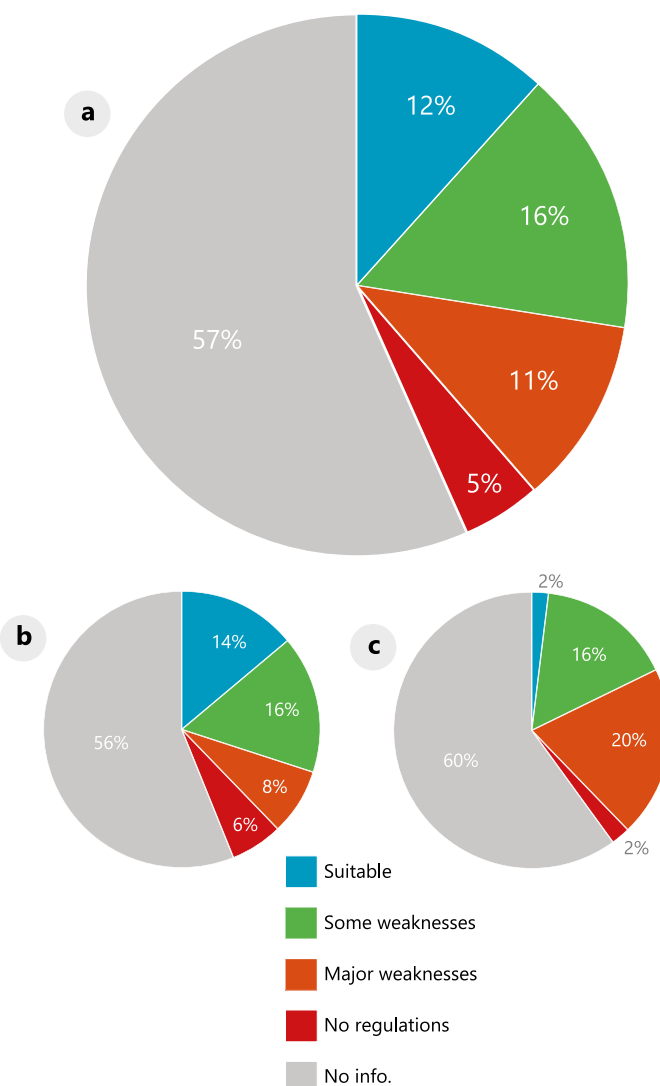 a
12%
16%
57%
11%
5%
b
14%
16%
56%
8%
6%
c
2%
16%
20%
60%
2%
Suitable
Some weaknesses
Major weaknesses
No regulations
No info.